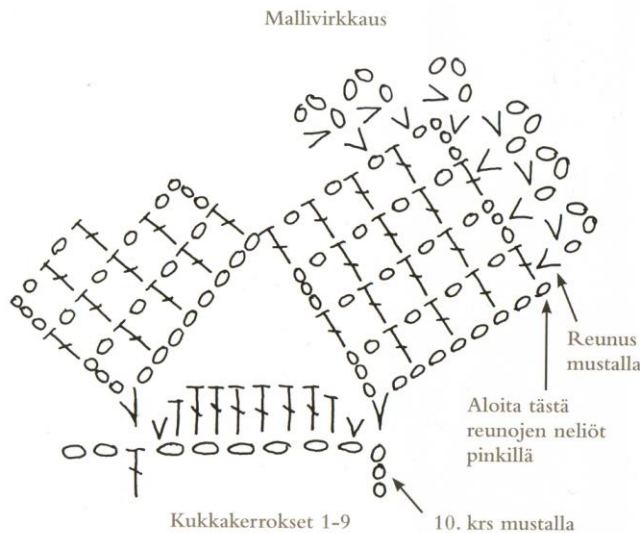 Mallivirkkaus
Reunus
mustalla
Aloita tästä
reunojen neliöt
pinkillä
Kukkakerrokset 1-9
10. krs mustalla